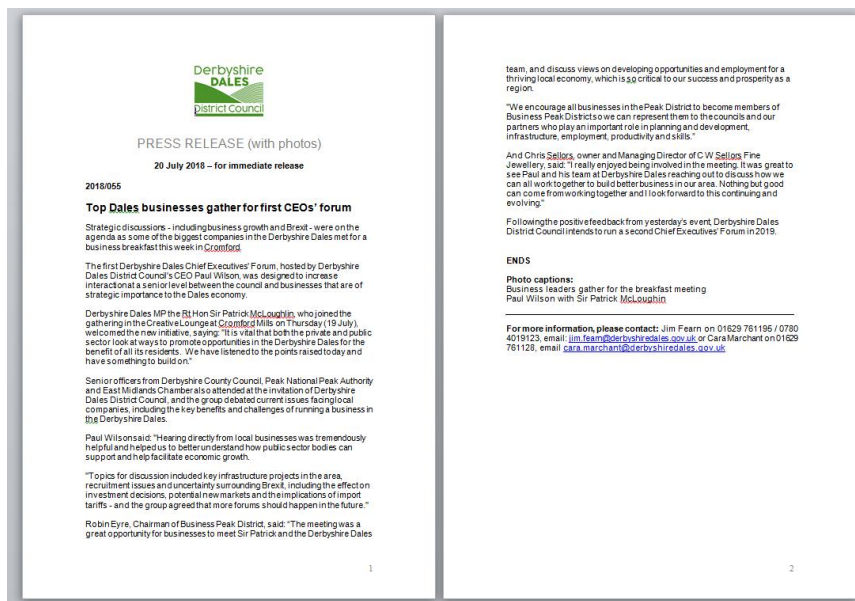 Derbyshire
DALES
District Council
PRESS RELEASE (with photos)
20 July 2018 – for immediate release
2018/055
Top Dales businesses gather for first CEOs' forum
Strategic discussions - including business growth and Brexit - were on the
agenda as some of the biggest companies in the Derbyshire Dales met for a
business breakfast this week in Cromford.
The first Derbyshire Dales Chief Executives' Forum, hosted by Derbyshire
Dales District Council's CEO Paul Wilson, was designed to increase
interaction at a senior level between the council and businesses that are of
strategic importance to the Dales economy.
Derbyshire Dales MP the Rt Hon Sir Patrick McLoughlin, who joined the
gathering in the Creative Lounge at Cromford Mills on Thursday (19 July),
welcomed the new initiative, saying: "It is vital that both the private and public
sector look at ways to promote opportunities in the Derbyshire Dales for the
benefit of all its residents.  We have listened to the points raised today and
have something to build on."
Senior officers from Derbyshire County Council, Peak National Peak Authority
and East Midlands Chamber also attended at the invitation of Derbyshire
Dales District Council, and the group debated current issues facing local
companies, including the key benefits and challenges of running a business in
the Derbyshire Dales.
Paul Wilson said: "Hearing directly from local businesses was tremendously
helpful and helped us to better understand how public sector bodies can
support and help facilitate economic growth.
"Topics for discussion included key infrastructure projects in the area,
recruitment issues and uncertainty surrounding Brexit, including the effect on
investment decisions, potential new markets and the implications of import
tariffs - and the group agreed that more forums should happen in the future."
Robin Eyre, Chairman of Business Peak District, said: "The meeting was a
great opportunity for businesses to meet Sir Patrick and the Derbyshire Dales
1
team, and discuss views on developing opportunities and employment for a
thriving local economy, which is so critical to our success and prosperity as a
region.
"We encourage all businesses in the Peak District to become members of
Business Peak District so we can represent them to the councils and our
partners who play an important role in planning and development,
infrastructure, employment, productivity and skills."
And Chris Sellors, owner and Managing Director of C W Sellors Fine
Jewellery, said: "I really enjoyed being involved in the meeting. It was great to
see Paul and his team at Derbyshire Dales reaching out to discuss how we
can all work together to build better business in our area. Nothing but good
can come from working together and I look forward to this continuing and
evolving."
Following the positive feedback from yesterday's event, Derbyshire Dales
District Council intends to run a second Chief Executives' Forum in 2019.
ENDS
Photo captions:
Business leaders gather for the breakfast meeting
Paul Wilson with Sir Patrick McLoughin
For more information, please contact: Jim Fearn on 01629 761195 / 0780
4019123, email: jim.fearn@derbyshiredales.gov.uk or Cara Marchant on 01629
761128, email cara.marchant@derbyshiredales.gov.uk
2